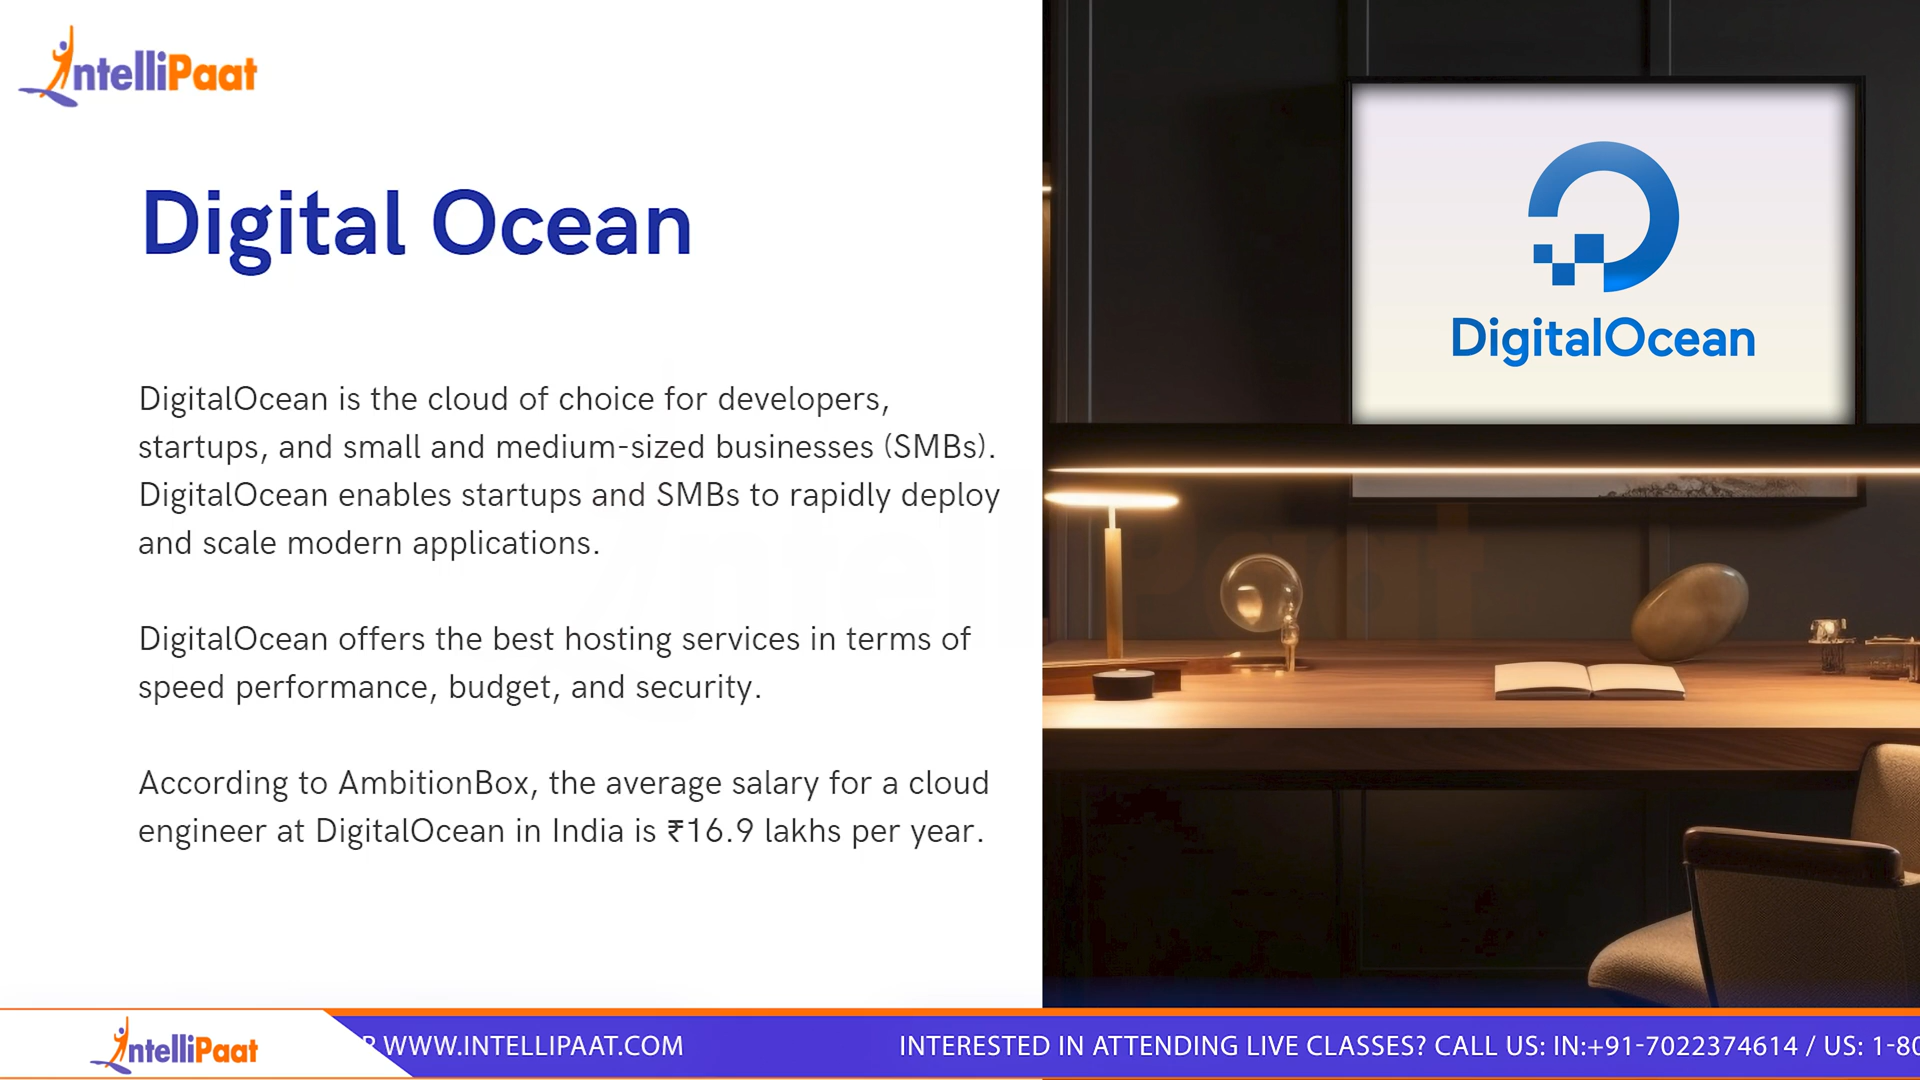 IntelliPaat
Digital Ocean
DigitalOcean is the cloud of choice for developers,
startups, and small and medium-sized businesses (SMBs).
DigitalOcean enables startups and SMBs to rapidly deploy
and scale modern applications.
DigitalOcean offers the best hosting services in terms of
speed performance, budget, and security.
According to AmbitionBox, the average salary for a cloud
engineer at DigitalOcean in India is ₹16.9 lakhs per year.
DigitalOcean
IntelliPaat
WWW.INTELLIPAAT.COM INTERESTED IN ATTENDING LIVE CLASSES? CALL US: IN:+91-7022374614 / US: 1-80